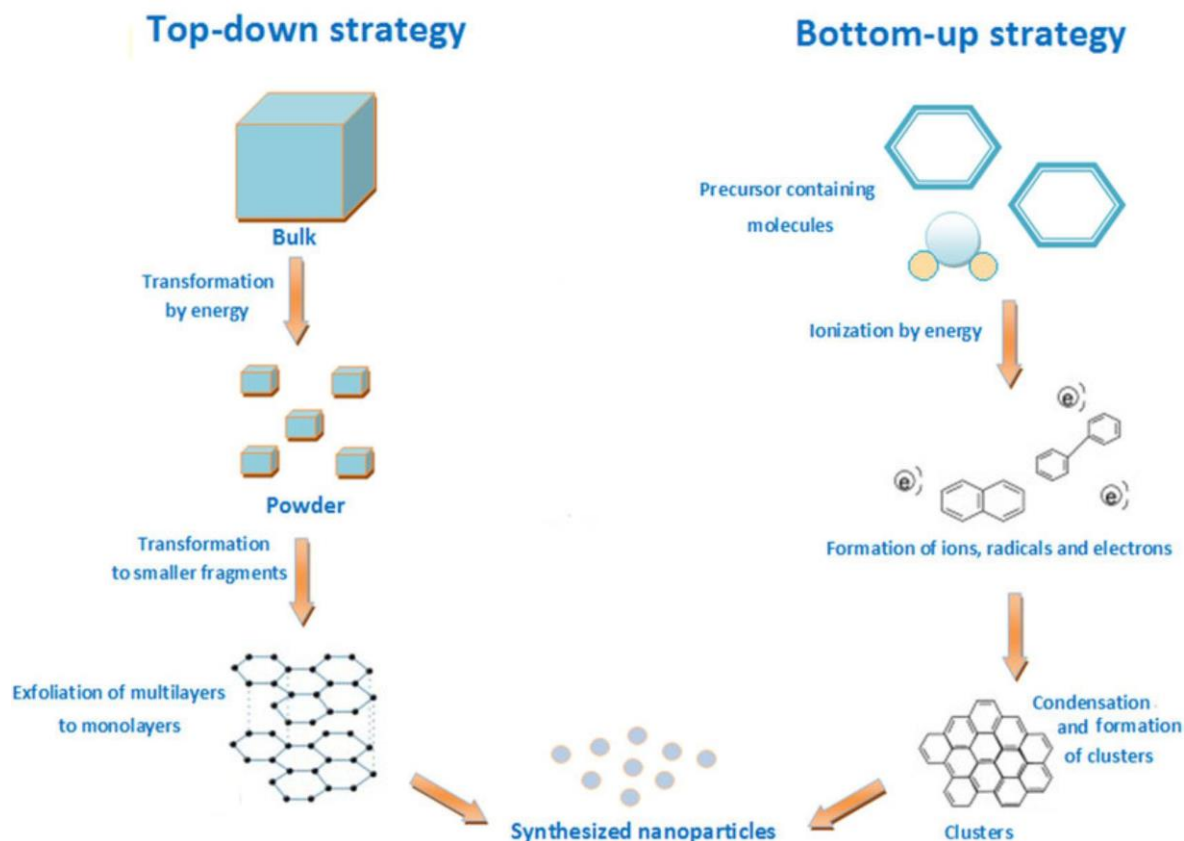 Top-down strategy
Bulk
Transformation
by energy
Powder
Transformation
to smaller fragments
Exfoliation of multilayers
to monolayers
Bottom-up strategy
Precursor containing
molecules
Ionization by energy
e
e
e
Formation of ions, radicals and electrons
Condensation
and formation
of clusters
Clusters
Synthesized nanoparticles